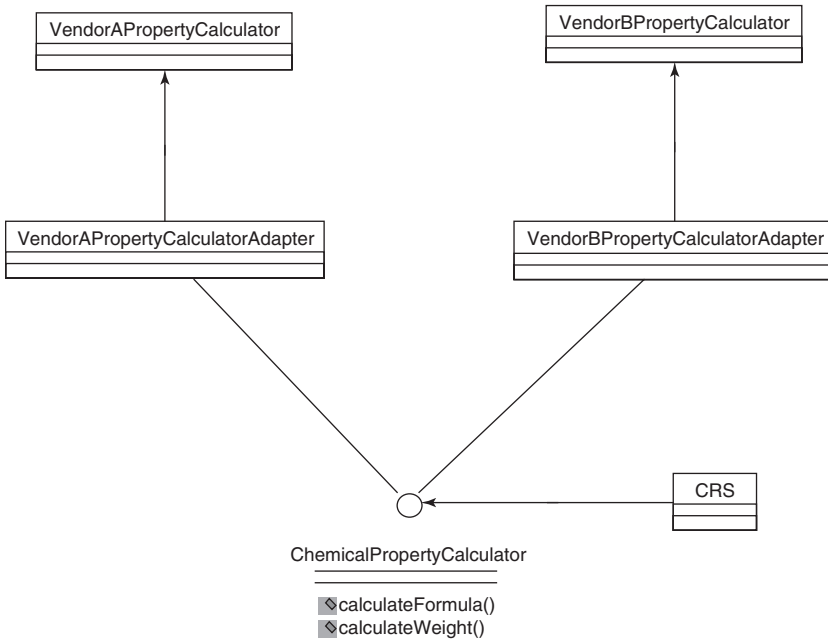 VendorAPropertyCalculator
VendorBPropertyCalculator
VendorAPropertyCalculatorAdapter
VendorBPropertyCalculatorAdapter
CRS
ChemicalPropertyCalculator
calculateFormula()
calculateWeight()